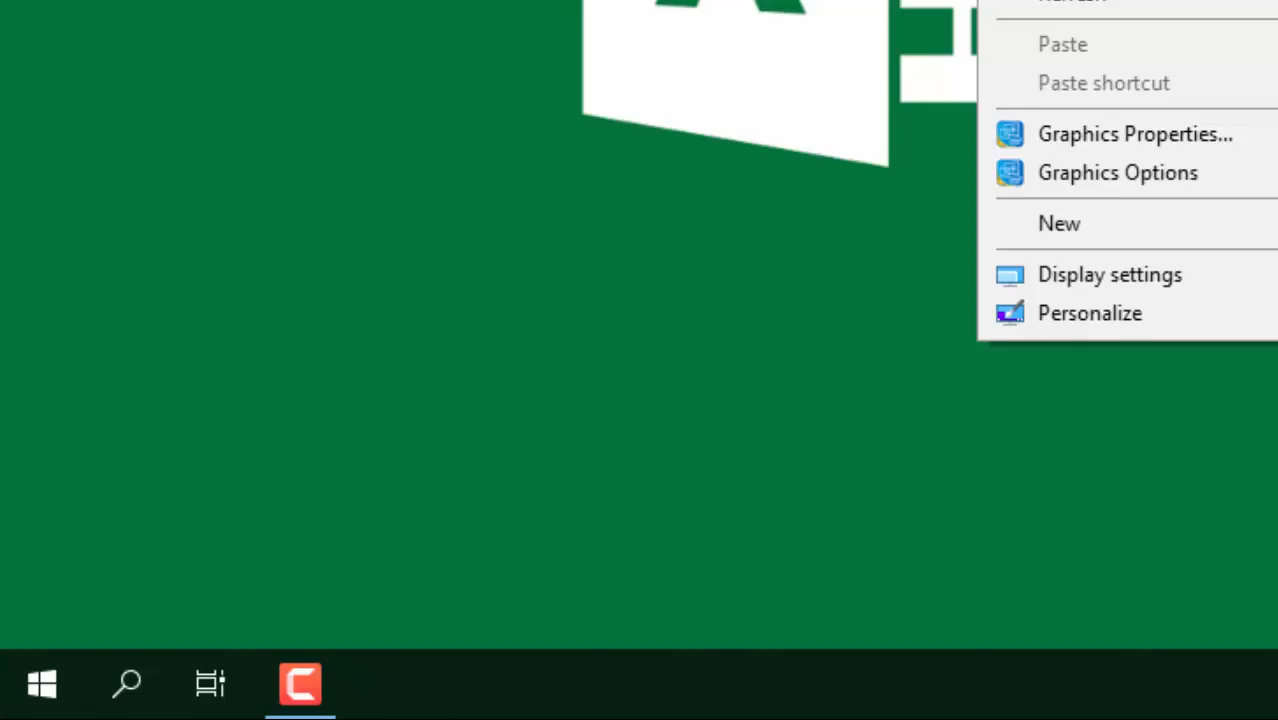 Paste
Paste shortcut
Graphics Properties...
Graphics Options
New
Display settings
Personalize